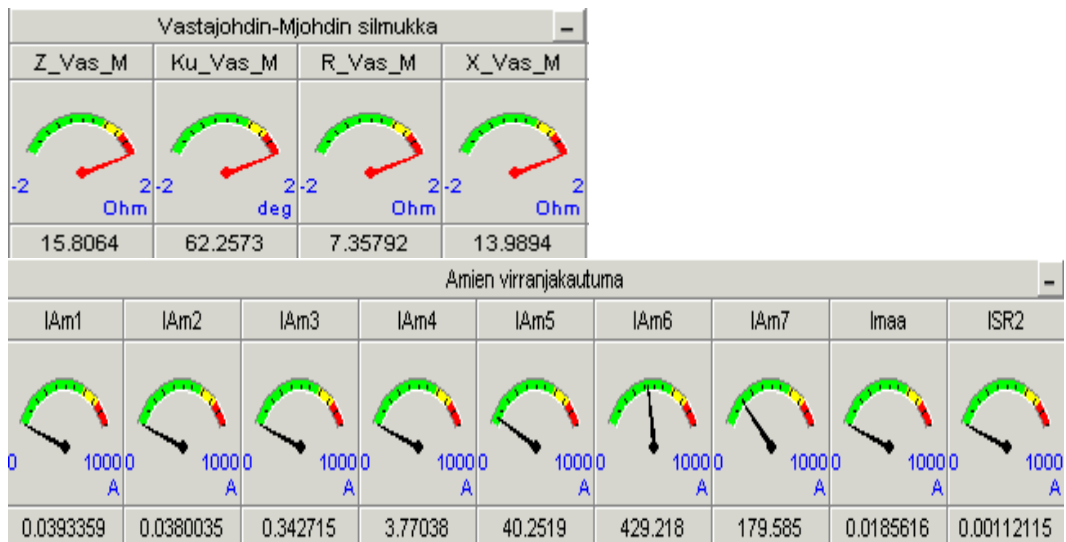 Vastajohdin-Mjohdin silmukka
Z_Vas_M Ku_Vas_M R_Vas_M X_Vas_M
-2 2 -2 2 -2 2 -2 2
Ohm deg Ohm Ohm
15.8064 62.2573 7.35792 13.9894
Amien virranjakautuma
IAm1 IAm2 IAm3 IAm4 IAm5 IAm6 IAm7 Imaa ISR2
0 1000 0 1000 0 1000 0 1000 0 1000 0 1000 0 1000 0 1000 0 1000
A A A A A A A A A
0.0393359 0.0380035 0.342715 3.77038 40.2519 429.218 179.585 0.0185616 0.00112115